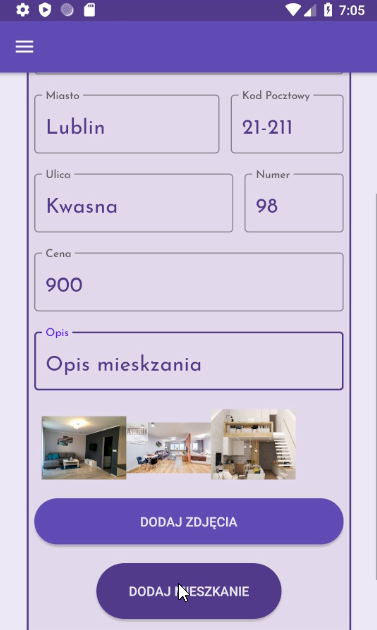 7:05
Miasto Kod Pocztowy
Lublin 21-211
Ulica Numer
Kwasna 98
Cena
900
Opis
Opis mieskzania
DODAJ ZDJĘCIA
DODAJ MIESZKANIE